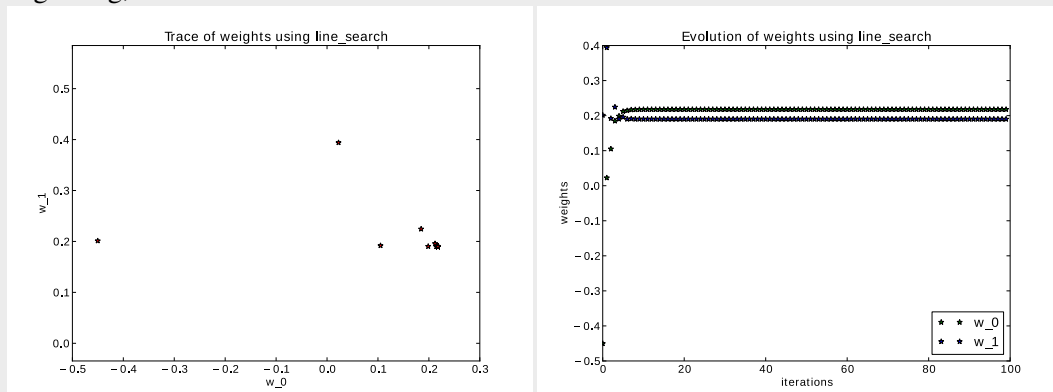 Trace of weights using line_search
0.5
0.4
0.3
0.2
0.1
0.0
w_1
−0.5 −0.4 −0.3 −0.2 −0.1 0.0 0.1 0.2 0.3
w_0
Evolution of weights using line_search
0.4
0.3
0.2
0.1
0.0
−0.1
−0.2
−0.3
−0.4
−0.5
weights
0 20 40 60 80 100
iterations
w_0
w_1